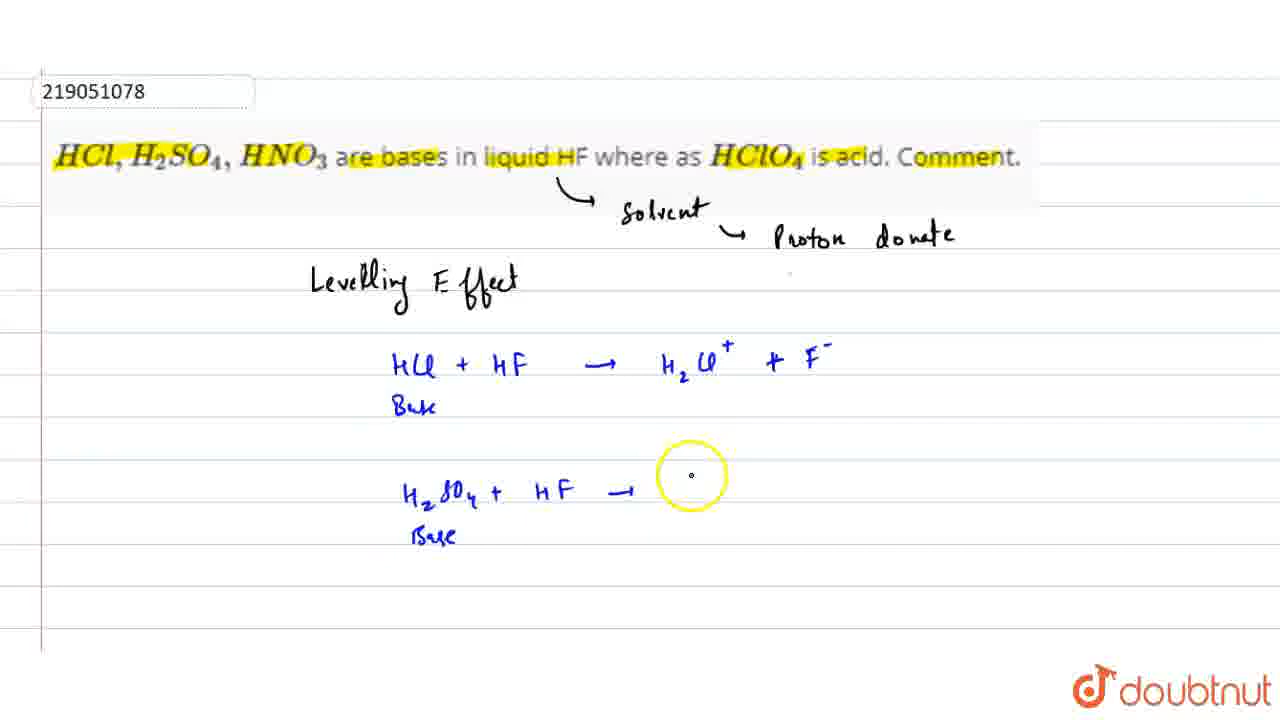 219051078
HCl, H₂SO₄, HNO₃ are bases in liquid HF where as HClO₄ is acid. Comment.
Solvent
Proton donate
Levelling Effect
HCl + HF → H₂Cl⁺ + F⁻
Base
H₂SO₄ + HF →
Base
doubtnut